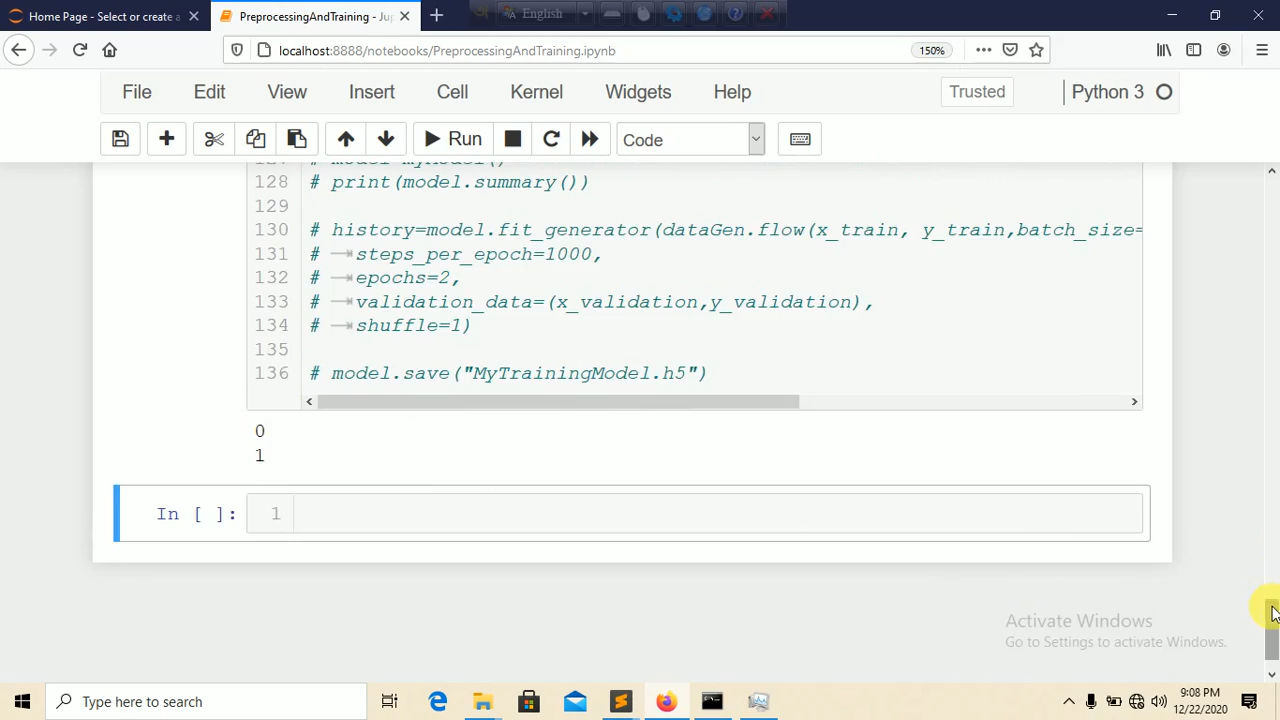 Home Page - Select or create a
PreprocessingAndTraining - Jup
English
localhost:8888/notebooks/PreprocessingAndTraining.ipynb
150%
File Edit View Insert Cell Kernel Widgets Help
Trusted
Python 3
Run
Code
128 # print(model.summary())
129
130 # history=model.fit_generator(dataGen.flow(x_train, y_train,batch_size=
131 # steps_per_epoch=1000,
132 # epochs=2,
133 # validation_data=(x_validation,y_validation),
134 # shuffle=1)
135
136 # model.save("MyTrainingModel.h5")
0
1
In [ ]: 1
Activate Windows
Go to Settings to activate Windows.
Type here to search
9:08 PM
12/22/2020